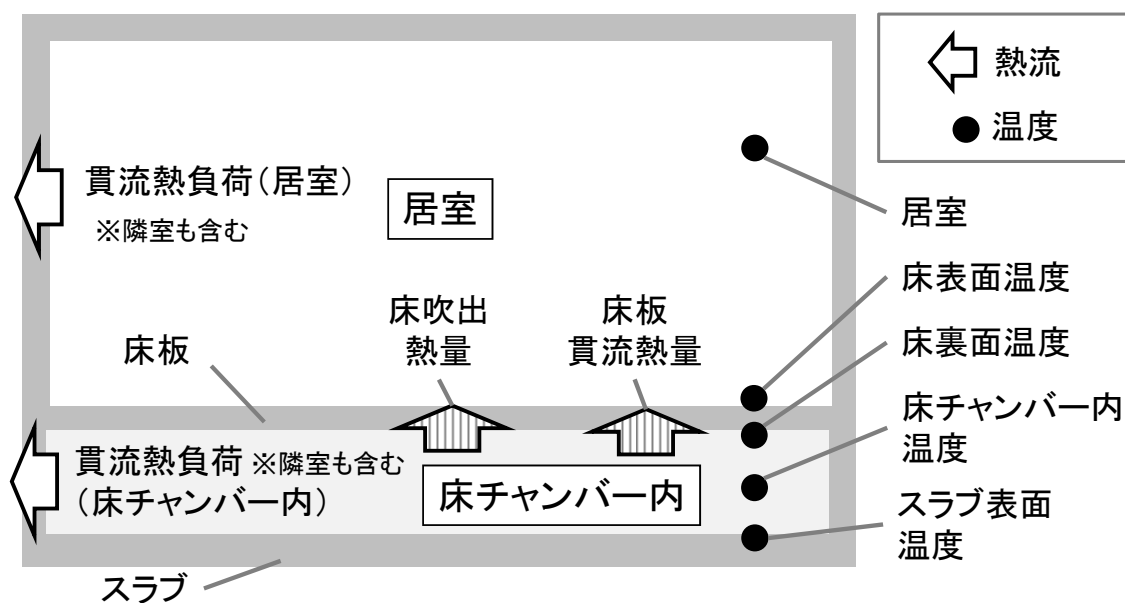 熱流
温度
貫流熱負荷(居室)
※隣室も含む
居室
居室
床表面温度
床吹出
熱量
床板
貫流熱量
床裏面温度
床板
床チャンバー内
温度
貫流熱負荷 ※隣室も含む
(床チャンバー内)
床チャンバー内
スラブ表面
温度
スラブ